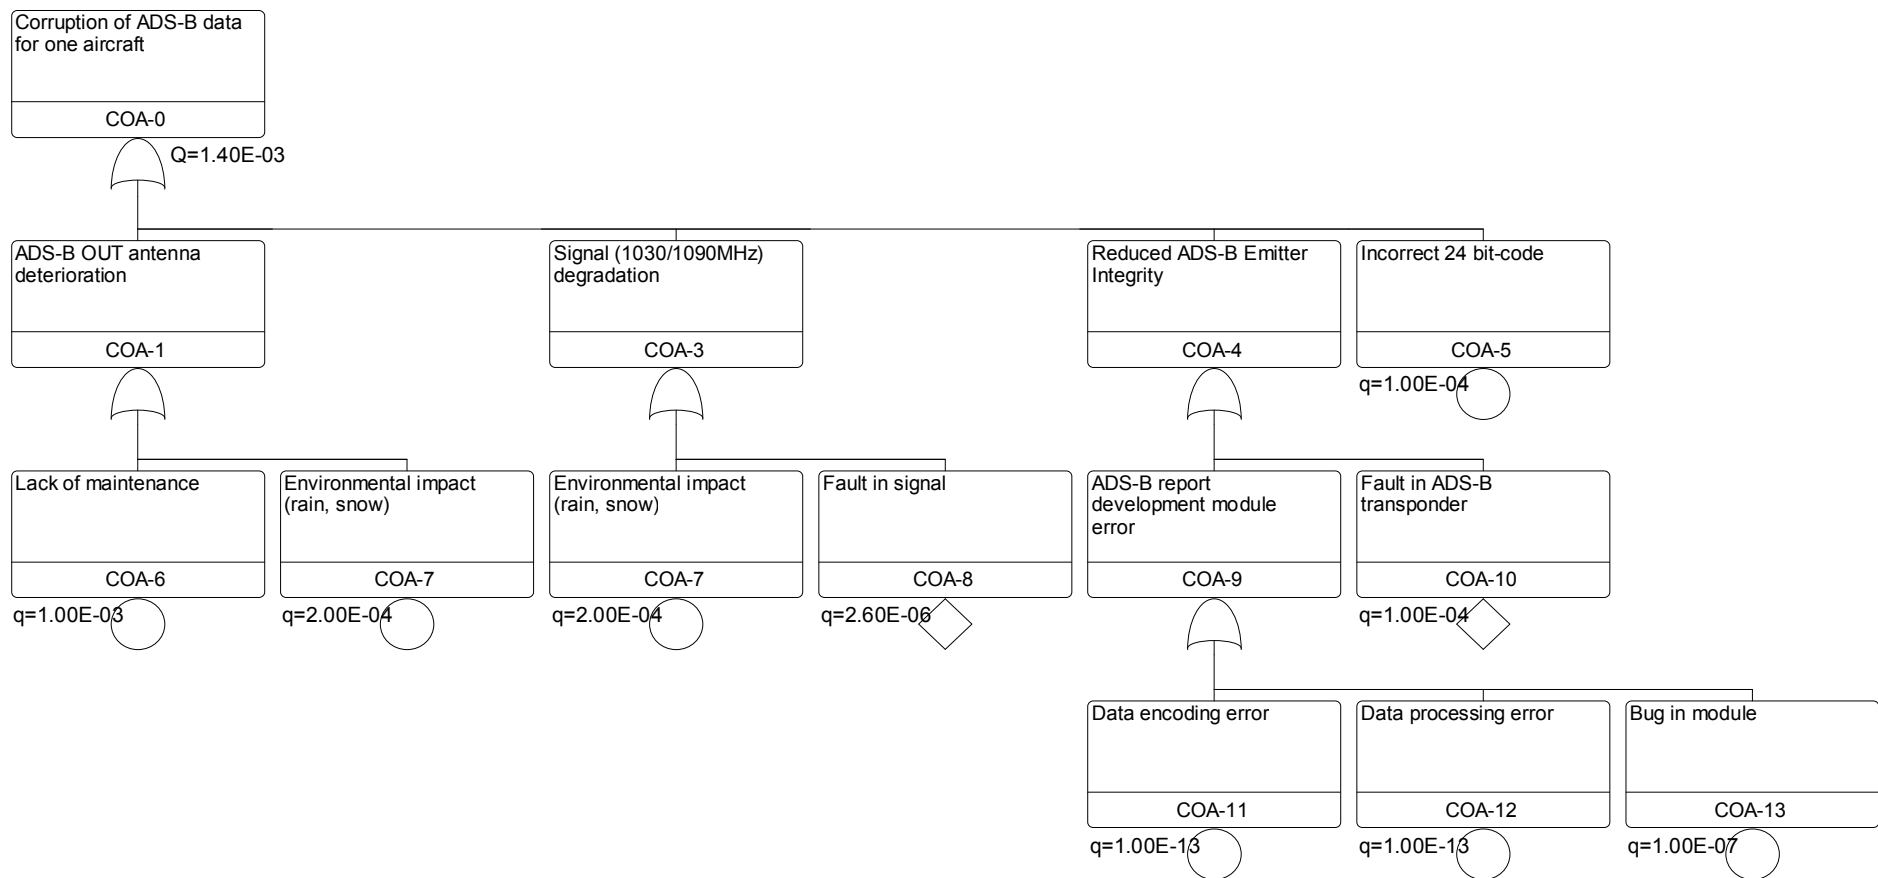 Corruption of ADS-B data
for one aircraft
COA-0
Q=1.40E-03
ADS-B OUT antenna
deterioration
COA-1
Signal (1030/1090MHz)
degradation
COA-3
Reduced ADS-B Emitter
Integrity
COA-4
Incorrect 24 bit-code
COA-5
q=1.00E-04
Lack of maintenance
COA-6
q=1.00E-03
Environmental impact
(rain, snow)
COA-7
q=2.00E-04
Environmental impact
(rain, snow)
COA-7
q=2.00E-04
Fault in signal
COA-8
q=2.60E-06
ADS-B report
development module
error
COA-9
Fault in ADS-B
transponder
COA-10
q=1.00E-04
Data encoding error
COA-11
q=1.00E-13
Data processing error
COA-12
q=1.00E-13
Bug in module
COA-13
q=1.00E-07